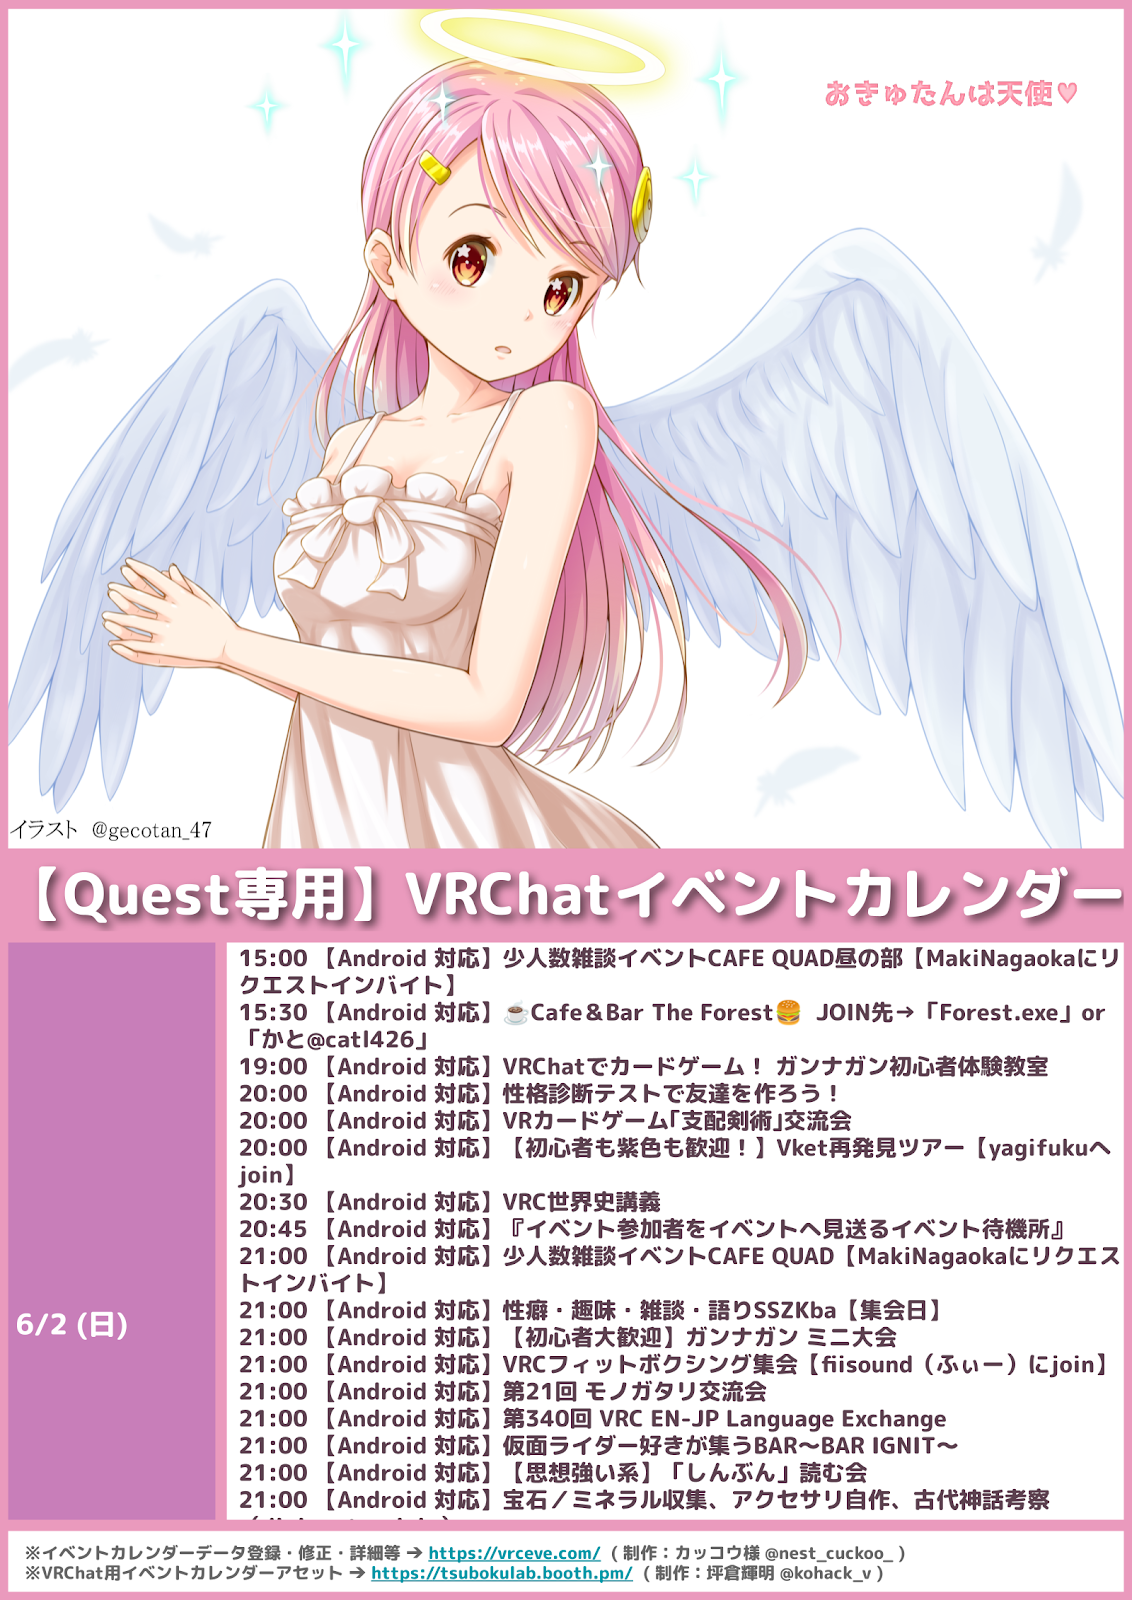 おきゅたんは天使♥
イラスト @gecotan_47
【Quest専用】VRChatイベントカレンダー
6/2 (日)
15:00 【Android 対応】少人数雑談イベントCAFE QUAD昼の部【MakiNagaokaにリ
クエストインバイト】
15:30 【Android 対応】☕Cafe＆Bar The Forest🍔 JOIN先→「Forest.exe」or
「かと@catl426」
19:00 【Android 対応】VRChatでカードゲーム！ ガンナガン初心者体験教室
20:00 【Android 対応】性格診断テストで友達を作ろう！
20:00 【Android 対応】VRカードゲーム｢支配剣術｣交流会
20:00 【Android 対応】【初心者も紫色も歓迎！】Vket再発見ツアー【yagifukuへ
join】
20:30 【Android 対応】VRC世界史講義
20:45 【Android 対応】『イベント参加者をイベントへ見送るイベント待機所』
21:00 【Android 対応】少人数雑談イベントCAFE QUAD【MakiNagaokaにリクエス
トインバイト】
21:00 【Android 対応】性癖・趣味・雑談・語りSSZKba【集会日】
21:00 【Android 対応】【初心者大歓迎】ガンナガン ミニ大会
21:00 【Android 対応】VRCフィットボクシング集会【fiisound（ふぃー）にjoin】
21:00 【Android 対応】第21回 モノガタリ交流会
21:00 【Android 対応】第340回 VRC EN-JP Language Exchange
21:00 【Android 対応】仮面ライダー好きが集うBAR～BAR IGNIT～
21:00 【Android 対応】【思想強い系】「しんぶん」読む会
21:00 【Android 対応】宝石／ミネラル収集、アクセサリ自作、古代神話考察
※イベントカレンダーデータ登録・修正・詳細等 ➔ https://vrceve.com/ （制作：カッコウ様 @nest_cuckoo_ ）
※VRChat用イベントカレンダーアセット ➔ https://tsubokulab.booth.pm/ （制作：坪倉輝明 @kohack_v ）